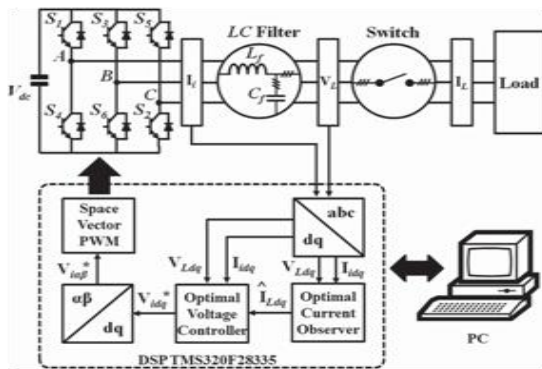 S1 S3 S5
LC Filter
Switch
Lf
A
B
C
Vdc
Ii
Cf
VL
IL
Load
S4 S6 S2
Space
Vector
PWM
abc
dq
VLdq Iidq VLdq Iidq
Viαβ*
αβ
dq
Vidq*
Optimal
Voltage
Controller
ÎLdq
Optimal
Current
Observer
PC
DSP TMS320F28335